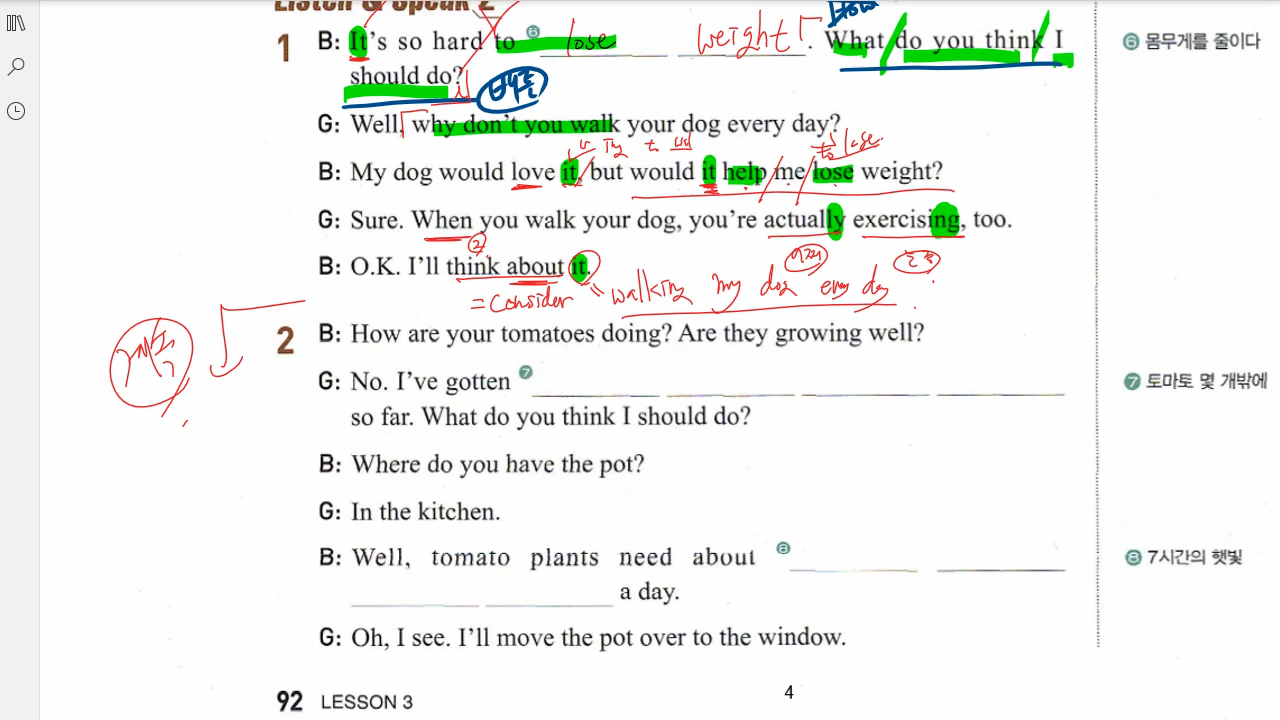 Listen & Speak 2
1 B: It's so hard to ⑥ lose weight. What do you think I ⑥ 몸무게를 줄이다
should do?
G: Well, why don't you walk your dog every day?
to lose
B: My dog would love it, but would it help me lose weight?
G: Sure. When you walk your dog, you're actually exercising, too.
②
B: O.K. I'll think about it.
= consider = walking my dog every day
2 B: How are your tomatoes doing? Are they growing well?
G: No. I've gotten ⑦ ⑦ 토마토 몇 개밖에
so far. What do you think I should do?
B: Where do you have the pot?
G: In the kitchen.
B: Well, tomato plants need about ⑧ ⑧ 7시간의 햇빛
a day.
G: Oh, I see. I'll move the pot over to the window.
92 LESSON 3 4